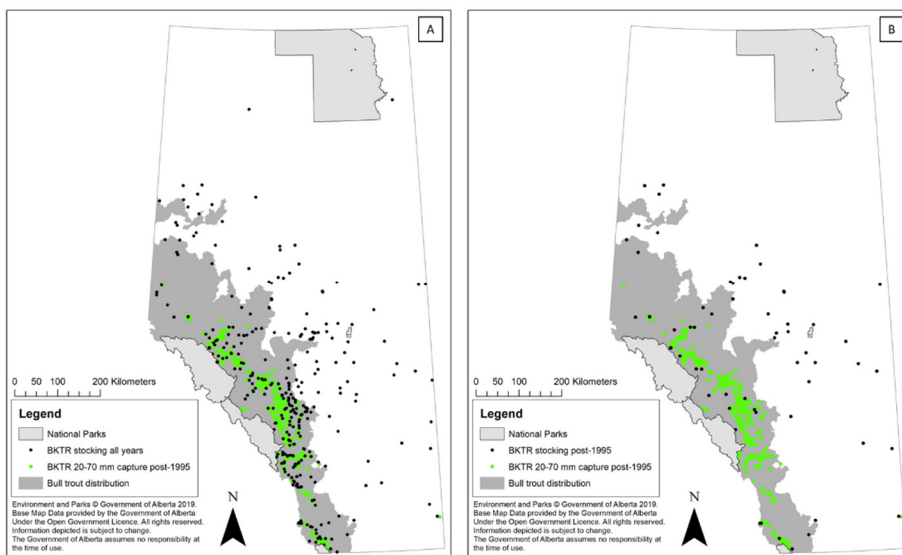 A
0 50 100 200 Kilometers
Legend
National Parks
BKTR stocking all years
BKTR 20-70 mm capture post-1995
Bull trout distribution
Environment and Parks © Government of Alberta 2019.
Base Map Data provided by the Government of Alberta
Under the Open Government Licence. All rights reserved.
Information depicted is subject to change.
The Government of Alberta assumes no responsibility at
the time of use.
N
B
0 50 100 200 Kilometers
Legend
National Parks
BKTR stocking post-1995
BKTR 20-70 mm capture post-1995
Bull trout distribution
Environment and Parks © Government of Alberta 2019.
Base Map Data provided by the Government of Alberta
Under the Open Government Licence. All rights reserved.
Information depicted is subject to change.
The Government of Alberta assumes no responsibility at
the time of use.
N